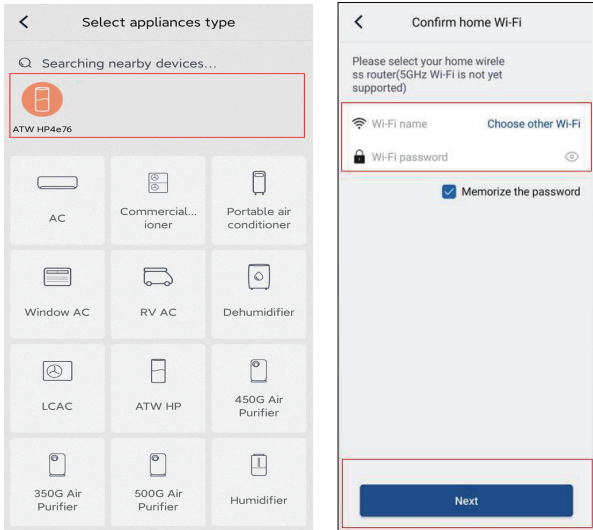 Select appliances type
Searching nearby devices...
ATW HP4e76
AC
Commercial...
ioner
Portable air
conditioner
Window AC
RV AC
Dehumidifier
LCAC
ATW HP
450G Air
Purifier
350G Air
Purifier
500G Air
Purifier
Humidifier
Confirm home Wi-Fi
Please select your home wirele
ss router(5GHz Wi-Fi is not yet
supported)
Wi-Fi name Choose other Wi-Fi
Wi-Fi password
Memorize the password
Next